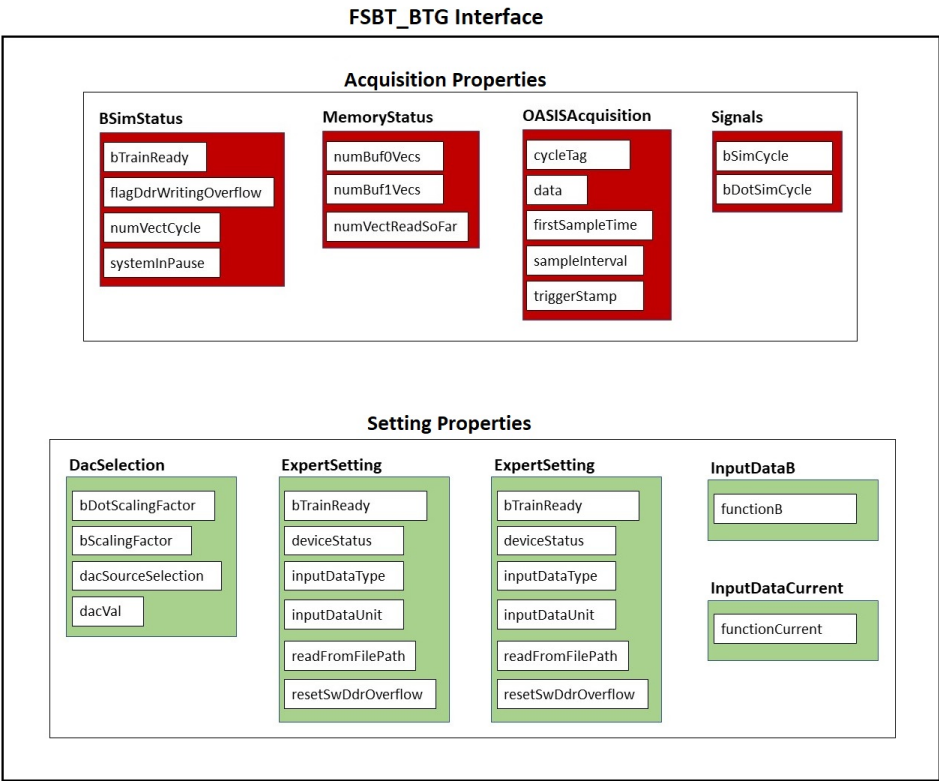 FSBT_BTG Interface
Acquisition Properties
BSimStatus
bTrainReady
flagDdrWritingOverflow
numVectCycle
systemInPause
MemoryStatus
numBuf0Vecs
numBuf1Vecs
numVectReadSoFar
OASISAcquisition
cycleTag
data
firstSampleTime
sampleInterval
triggerStamp
Signals
bSimCycle
bDotSimCycle
Setting Properties
DacSelection
bDotScalingFactor
bScalingFactor
dacSourceSelection
dacVal
ExpertSetting
bTrainReady
deviceStatus
inputDataType
inputDataUnit
readFromFilePath
resetSwDdrOverflow
ExpertSetting
bTrainReady
deviceStatus
inputDataType
inputDataUnit
readFromFilePath
resetSwDdrOverflow
InputDataB
functionB
InputDataCurrent
functionCurrent